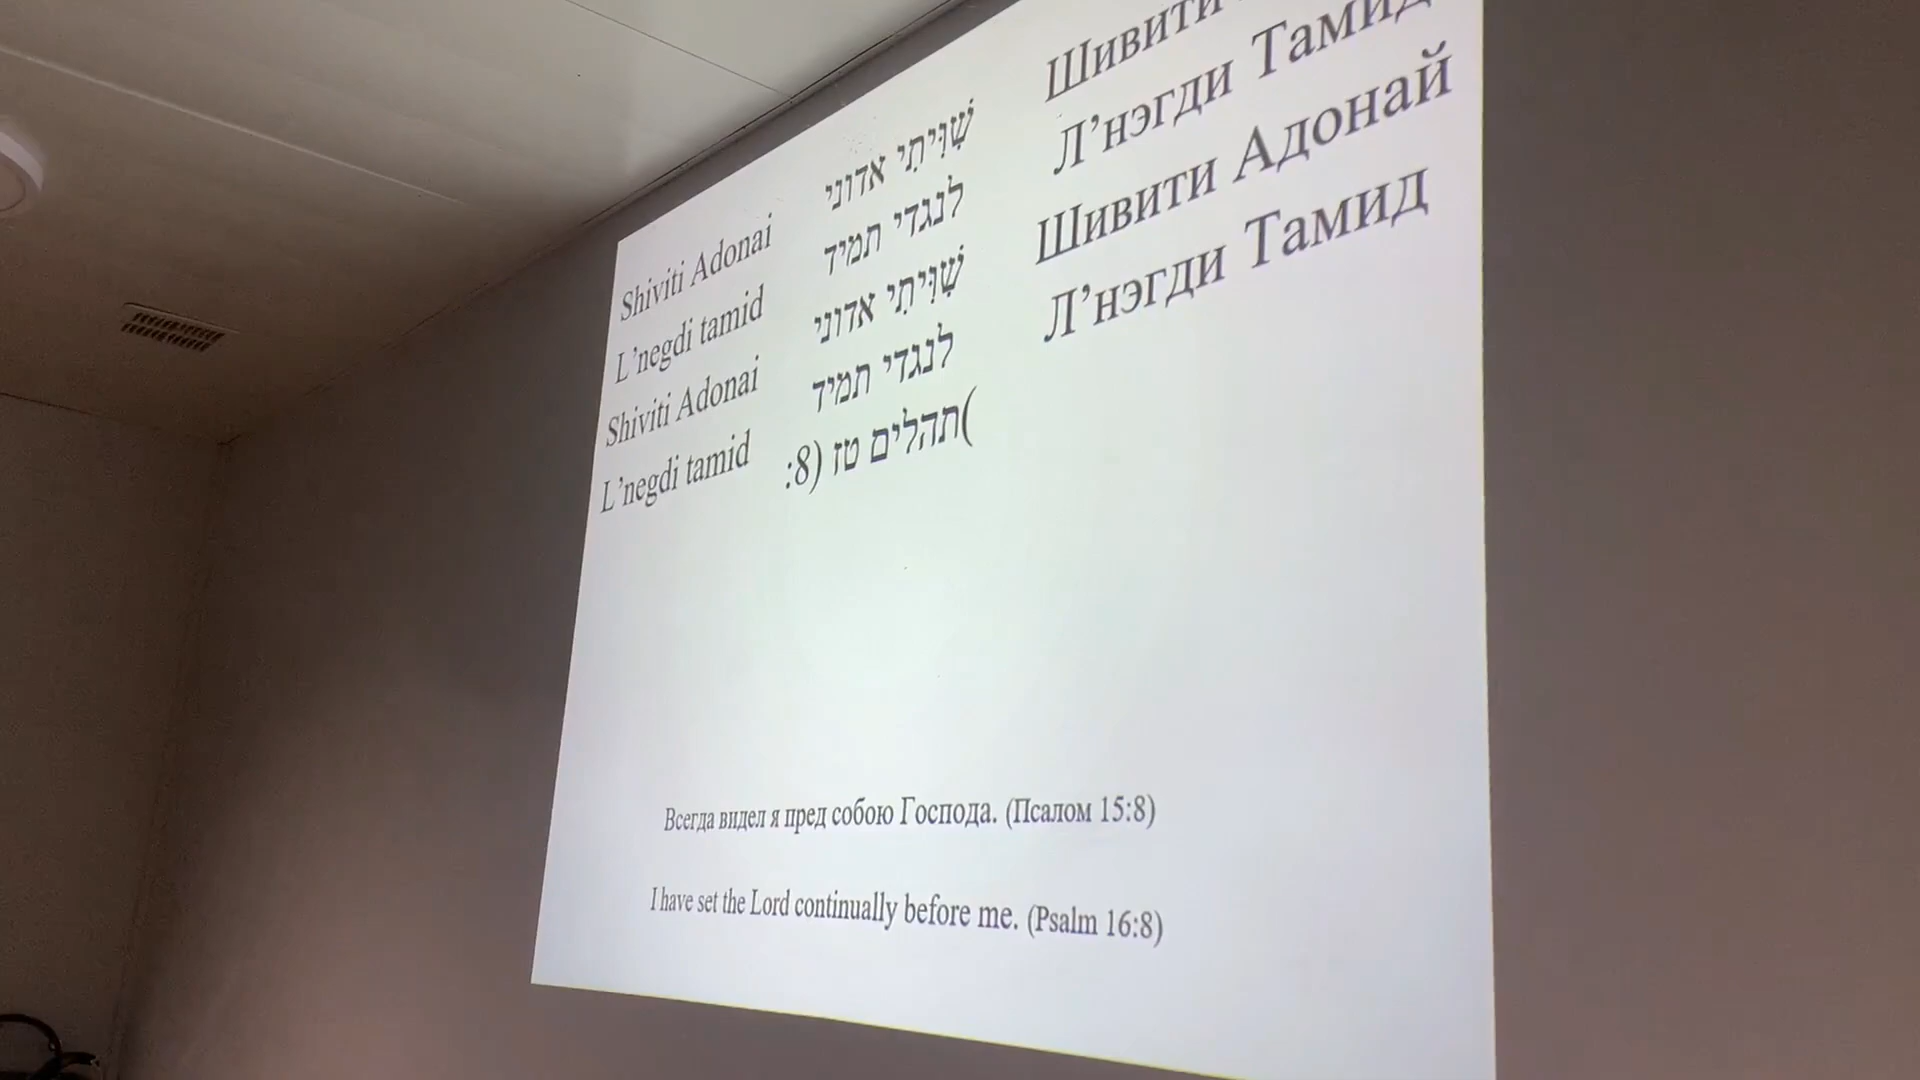 Shiviti Adonai
L’negdi tamid
Shiviti Adonai
L’negdi tamid
שָׁוִּיתִי אדוני
לנגדי תמיד
שָׁוִּיתִי אדוני
לנגדי תמיד
)תהלים טז (8:
Шивити
Л’нэгди Тамид
Шивити Адонай
Л’нэгди Тамид
Всегда видел я пред собою Господа. (Псалом 15:8)
I have set the Lord continually before me. (Psalm 16:8)